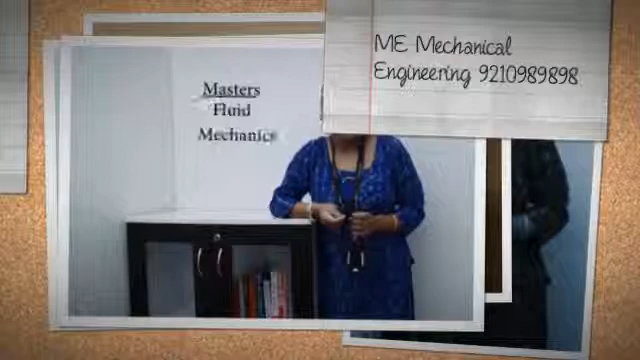 ME Mechanical
Engineering 9210989898
Masters
Fluid
Mechanics